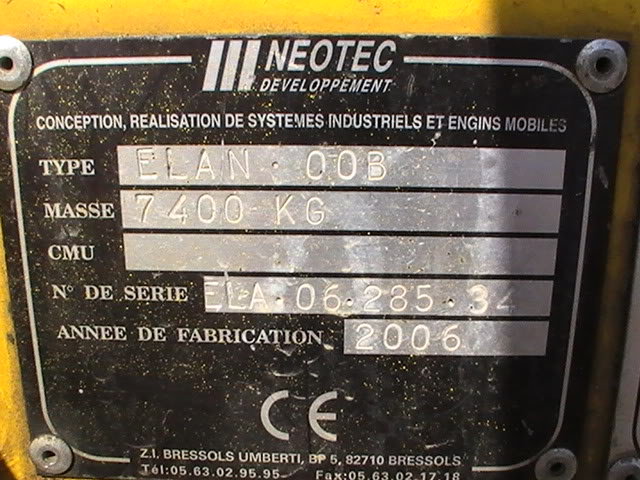 NEOTEC
DEVELOPPEMENT
CONCEPTION, REALISATION DE SYSTEMES INDUSTRIELS ET ENGINS MOBILES
TYPE ELAN · 00B
MASSE 7400 KG
CMU
N° DE SERIE ELA·06·285·34
ANNEE DE FABRICATION 2006
CE
Z.I. BRESSOLS UMBERTI, BP 5, 82710 BRESSOLS
Tél:05.63.02.95.95 Fax:05.63.02.17.18